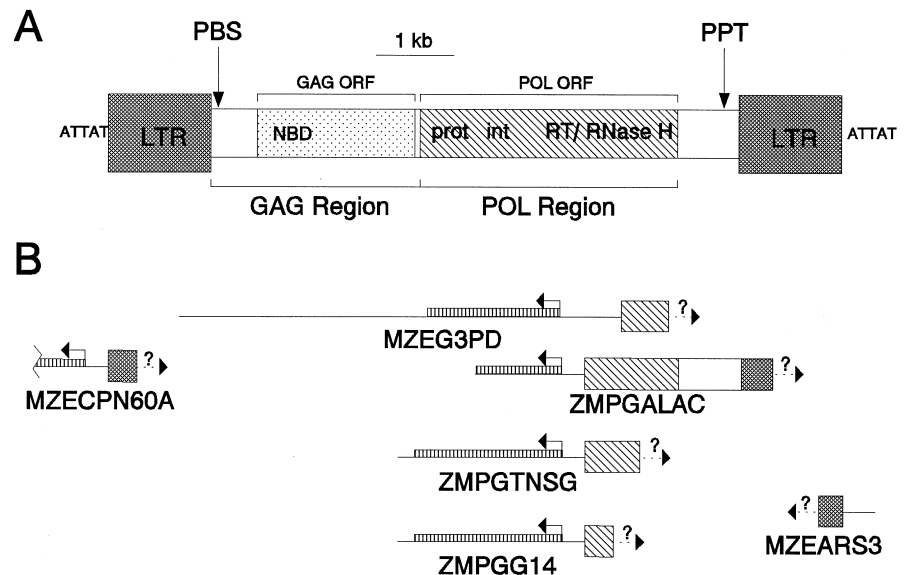 A
PBS
1 kb
PPT
GAG ORF
POL ORF
ATTAT
LTR
NBD
prot int RT/ RNase H
LTR
ATTAT
GAG Region
POL Region
B
?
MZEG3PD
?
MZECPN60A
?
ZMPGALAC
?
ZMPGTNSG
?
MZEARS3
?
ZMPGG14